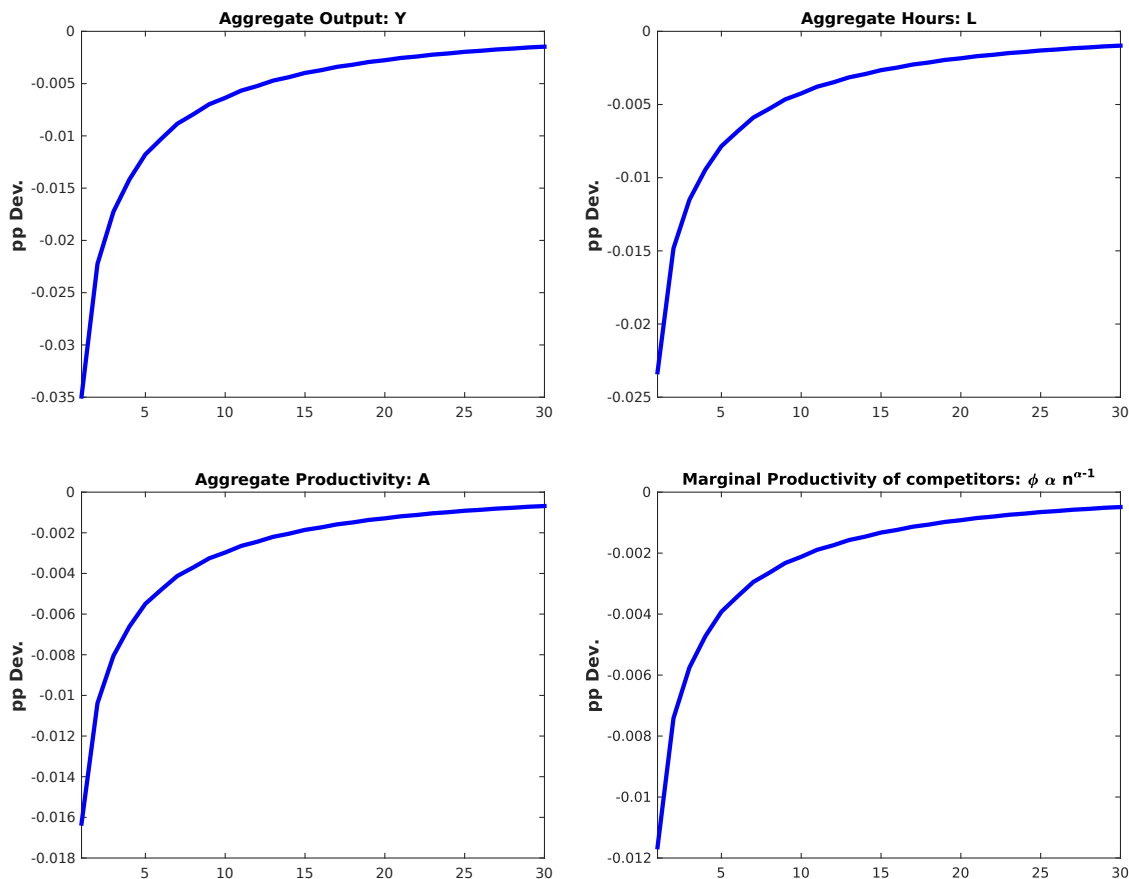 Aggregate Output: Y
0
-0.005
-0.01
-0.015
-0.02
-0.025
-0.03
-0.035
pp Dev.
5 10 15 20 25 30
Aggregate Hours: L
0
-0.005
-0.01
-0.015
-0.02
-0.025
pp Dev.
5 10 15 20 25 30
Aggregate Productivity: A
0
-0.002
-0.004
-0.006
-0.008
-0.01
-0.012
-0.014
-0.016
-0.018
pp Dev.
5 10 15 20 25 30
Marginal Productivity of competitors: ϕ α n^{α-1}
0
-0.002
-0.004
-0.006
-0.008
-0.01
-0.012
pp Dev.
5 10 15 20 25 30